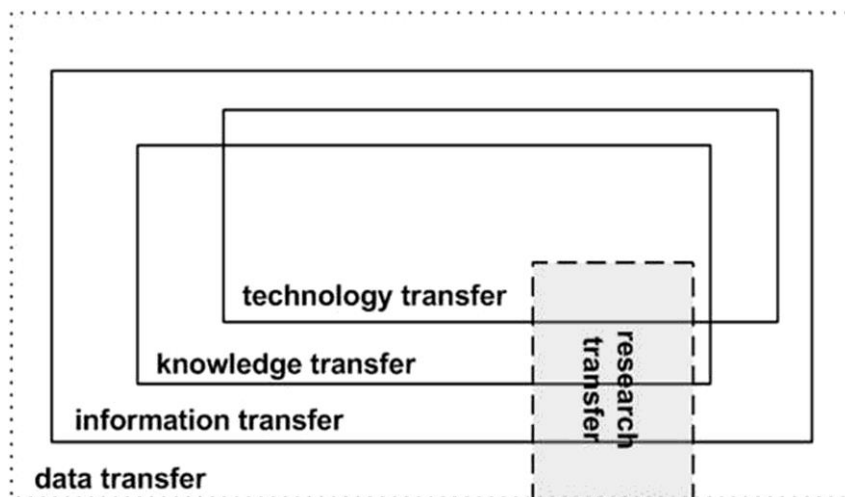 technology transfer
research
transfer
knowledge transfer
information transfer
data transfer